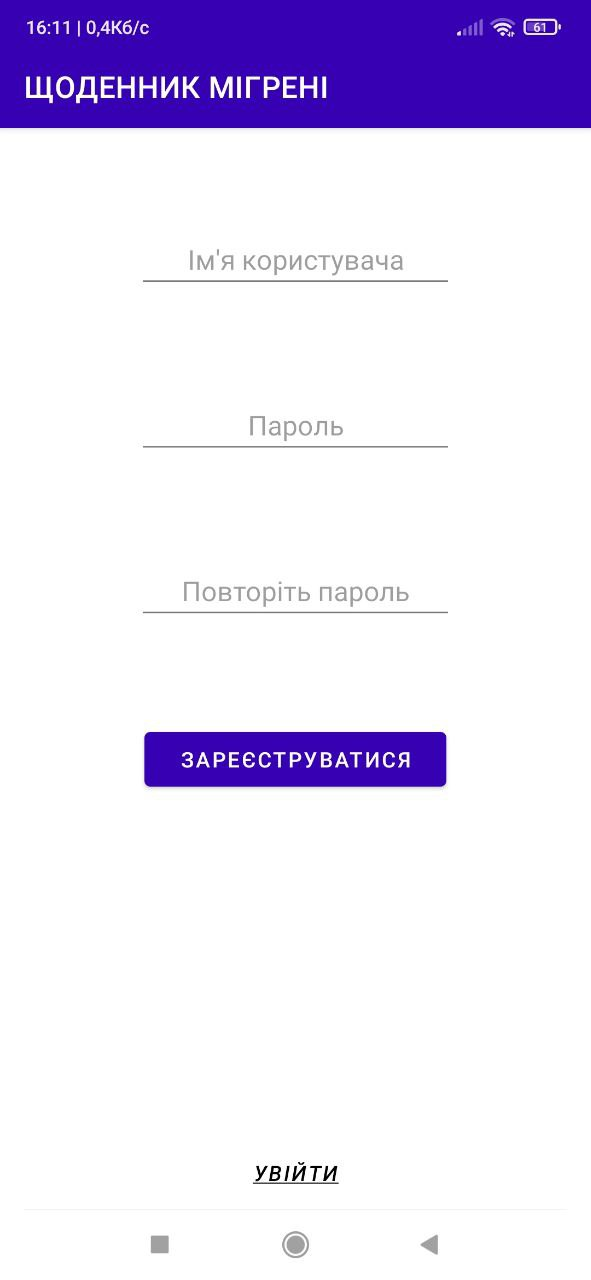 16:11 | 0,4Кб/с 61
ЩОДЕННИК МІГРЕНІ
Ім'я користувача
Пароль
Повторіть пароль
ЗАРЕЄСТРУВАТИСЯ
УВІЙТИ